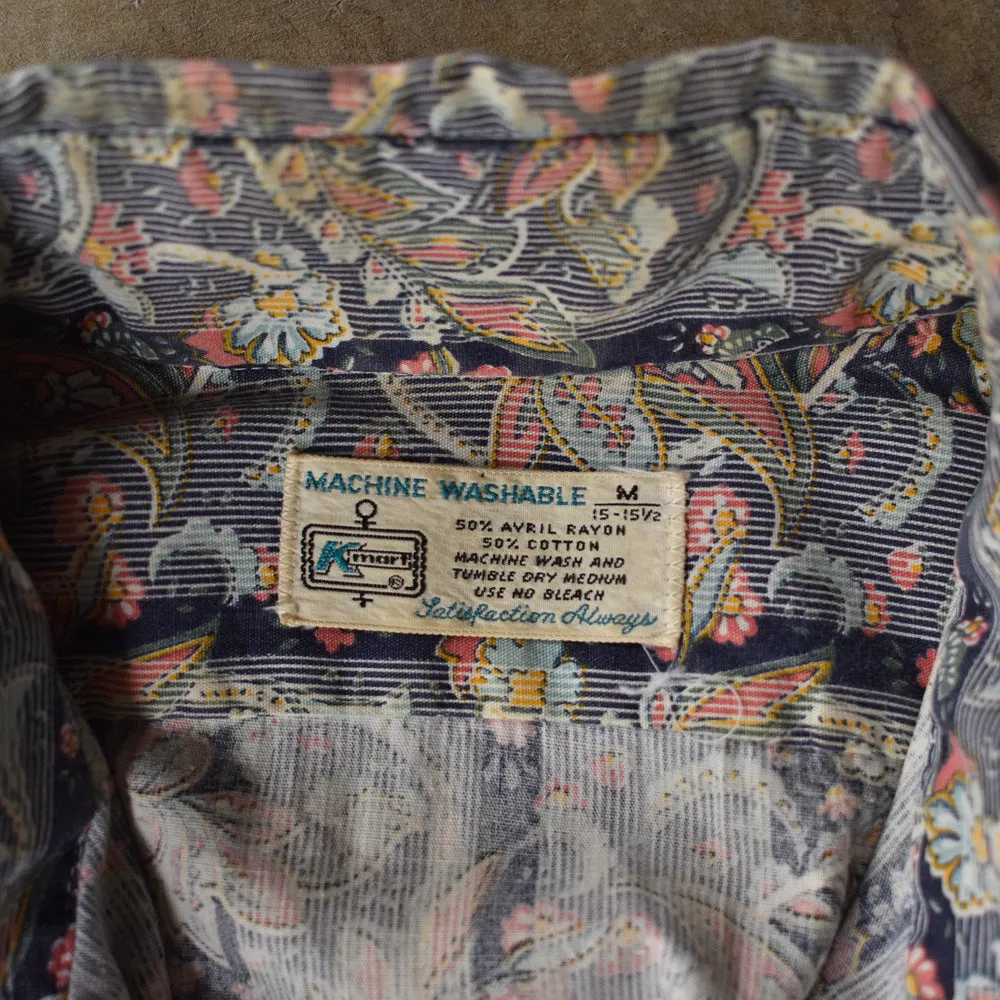 MACHINE WASHABLE
M
15-15½
50% AVRIL RAYON
50% COTTON
MACHINE WASH AND
TUMBLE DRY MEDIUM
USE NO BLEACH
Kmart ®
Satisfaction Always